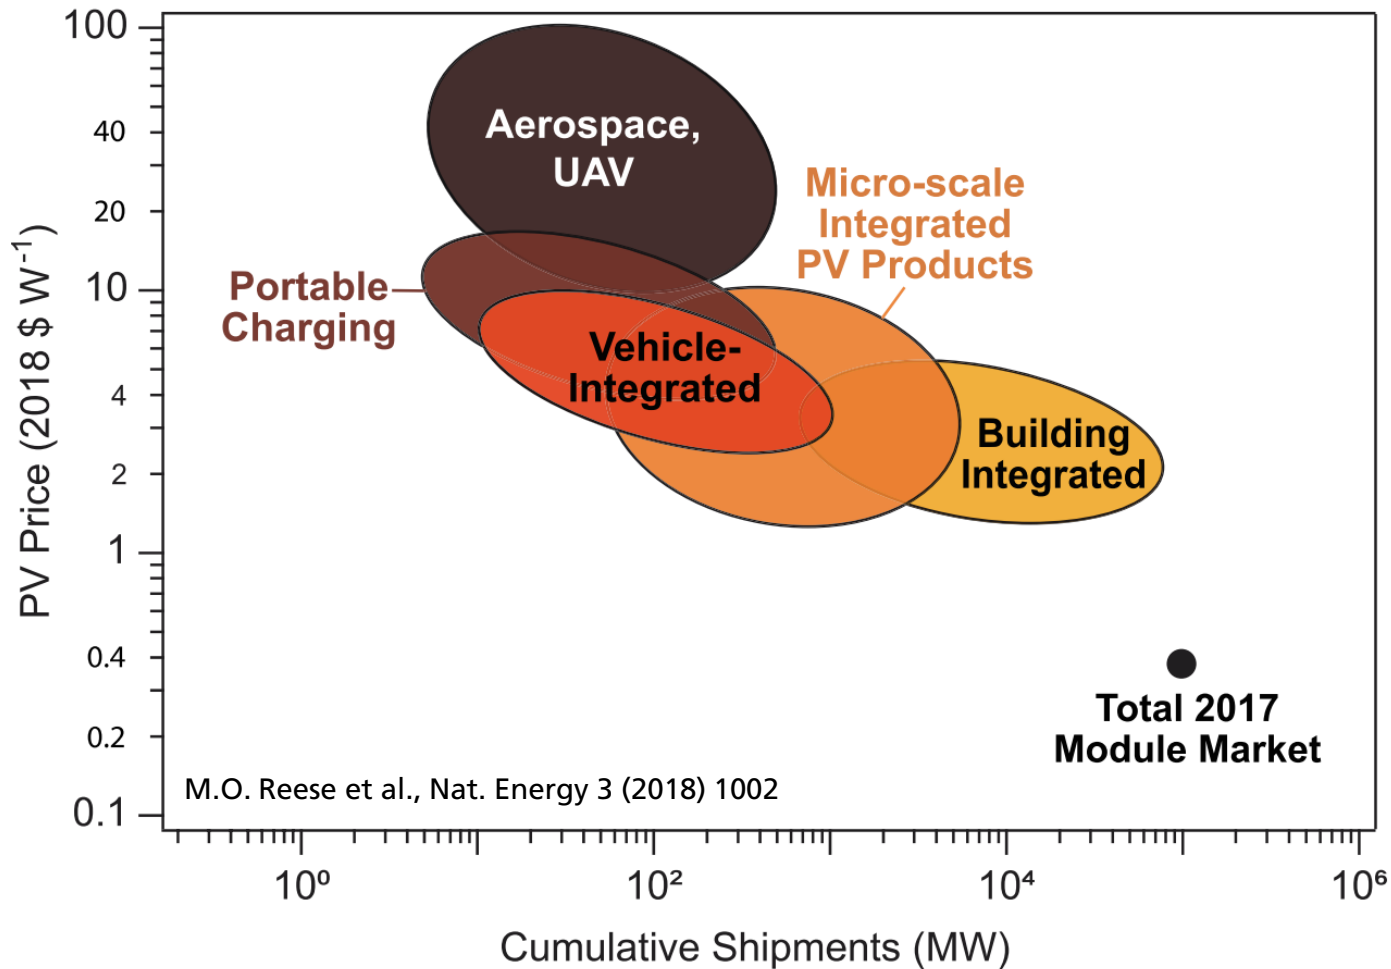 100
40
20
10
4
2
1
0.4
0.2
0.1
PV Price (2018 $ W⁻¹)
Aerospace,
UAV
Micro-scale
Integrated
PV Products
Portable
Charging
Vehicle-
Integrated
Building
Integrated
Total 2017
Module Market
M.O. Reese et al., Nat. Energy 3 (2018) 1002
10⁰
10²
10⁴
10⁶
Cumulative Shipments (MW)